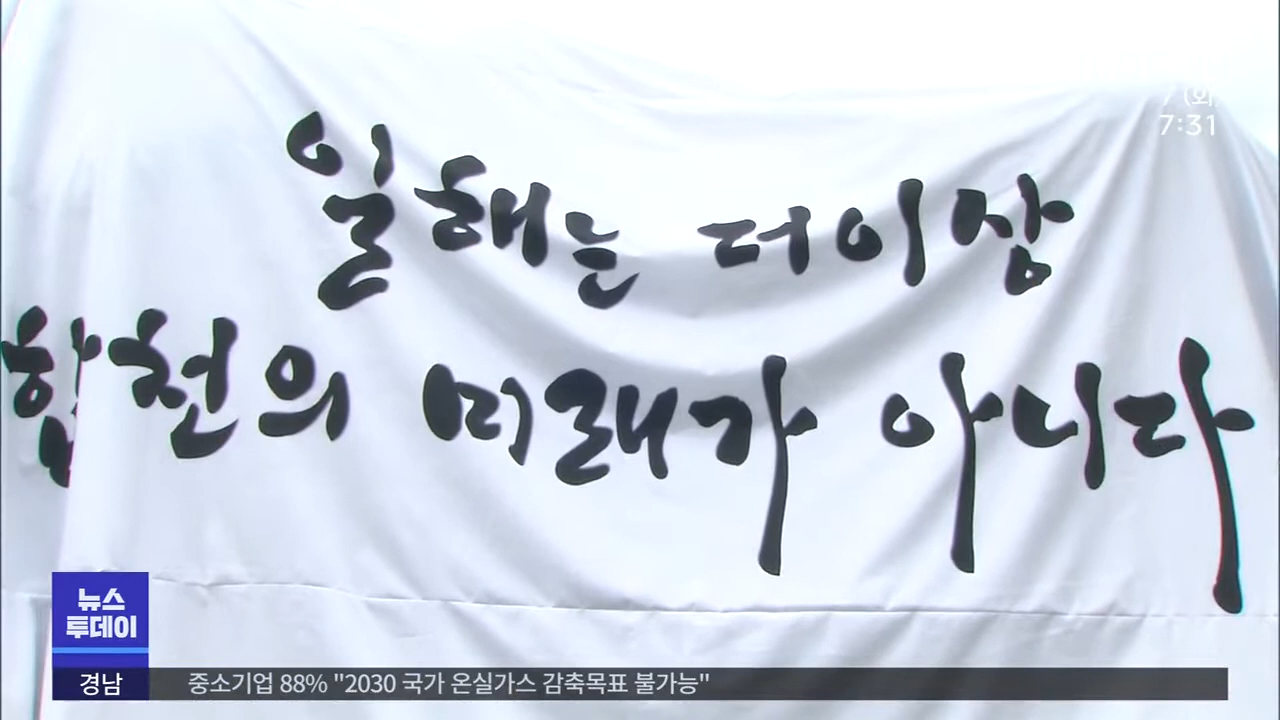 7 (화)
7:31
일해는 더이상
합천의 미래가 아니다
뉴스
투데이
경남
중소기업 88% "2030 국가 온실가스 감축목표 불가능"